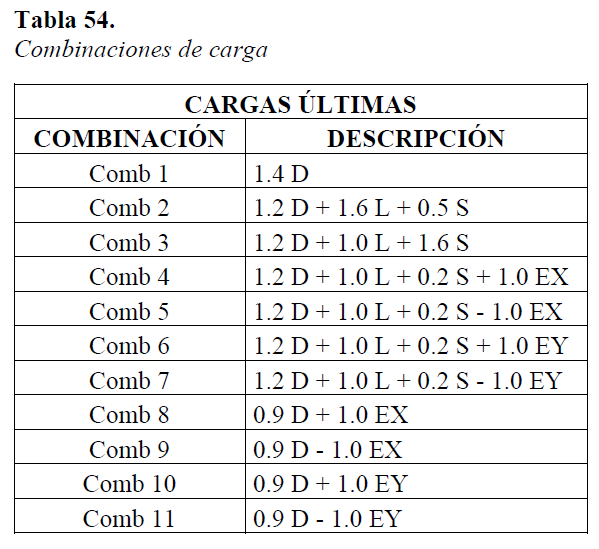 Tabla 54.
Combinaciones de carga
CARGAS ÚLTIMAS
COMBINACIÓN DESCRIPCIÓN
Comb 1 1.4 D
Comb 2 1.2 D + 1.6 L + 0.5 S
Comb 3 1.2 D + 1.0 L + 1.6 S
Comb 4 1.2 D + 1.0 L + 0.2 S + 1.0 EX
Comb 5 1.2 D + 1.0 L + 0.2 S - 1.0 EX
Comb 6 1.2 D + 1.0 L + 0.2 S + 1.0 EY
Comb 7 1.2 D + 1.0 L + 0.2 S - 1.0 EY
Comb 8 0.9 D + 1.0 EX
Comb 9 0.9 D - 1.0 EX
Comb 10 0.9 D + 1.0 EY
Comb 11 0.9 D - 1.0 EY